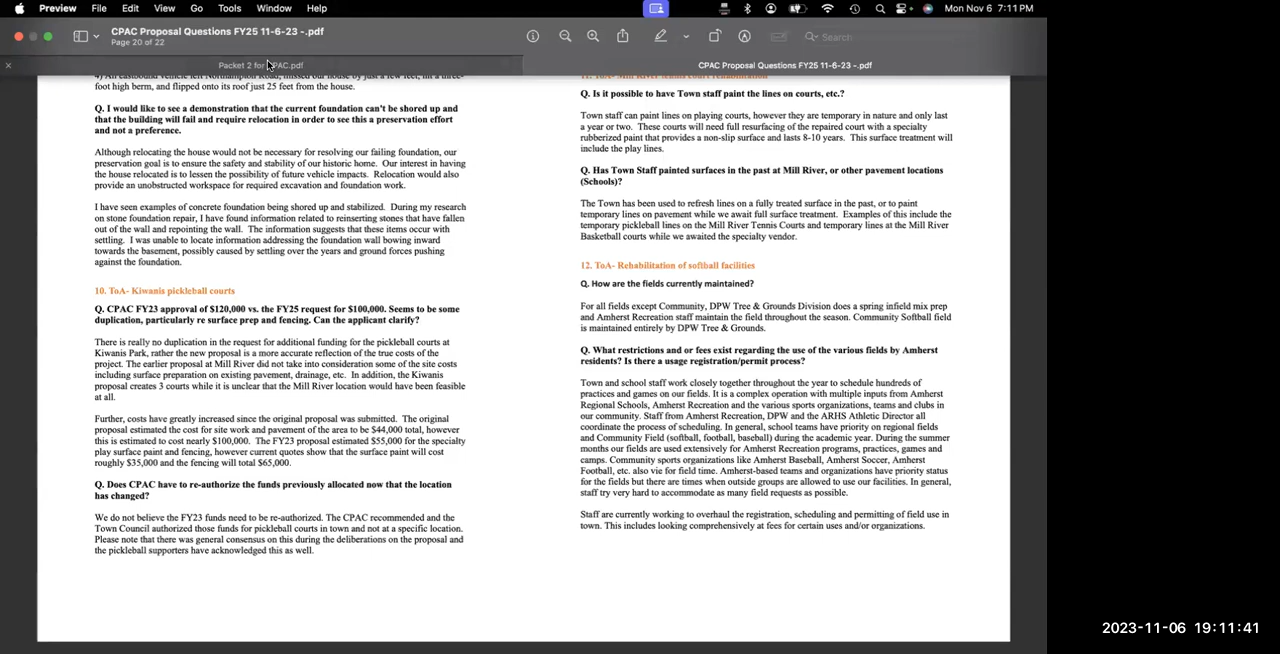 Preview File Edit View Go Tools Window Help
Mon Nov 6 7:11 PM
CPAC Proposal Questions FY25 11-6-23 -.pdf
Page 20 of 22
Search
Packet 2 for CPAC.pdf
CPAC Proposal Questions FY25 11-6-23 -.pdf
foot high berm, and flipped onto its roof just 25 feet from the house.
Q. I would like to see a demonstration that the current foundation can't be shored up and
that the building will fail and require relocation in order to see this a preservation effort
and not a preference.
Although relocating the house would not be necessary for resolving our failing foundation, our
preservation goal is to ensure the safety and stability of our historic home. Our interest in having
the house relocated is to lessen the possibility of future vehicle impacts. Relocation would also
provide an unobstructed workspace for required excavation and foundation work.
I have seen examples of concrete foundation being shored up and stabilized. During my research
on stone foundation repair, I have found information related to reinserting stones that have fallen
out of the wall and repointing the wall. The information suggests that these items occur with
settling. I was unable to locate information addressing the foundation wall bowing inward
towards the basement, possibly caused by settling over the years and ground forces pushing
against the foundation.
10. ToA- Kiwanis pickleball courts
Q. CPAC FY23 approval of $120,000 vs. the FY25 request for $100,000. Seems to be some
duplication, particularly re surface prep and fencing. Can the applicant clarify?
There is really no duplication in the request for additional funding for the pickleball courts at
Kiwanis Park, rather the new proposal is a more accurate reflection of the true costs of the
project. The earlier proposal at Mill River did not take into consideration some of the site costs
including surface preparation on existing pavement, drainage, etc. In addition, the Kiwanis
proposal creates 3 courts while it is unclear that the Mill River location would have been feasible
at all.
Further, costs have greatly increased since the original proposal was submitted. The original
proposal estimated the cost for site work and pavement of the area to be $44,000 total, however
this is estimated to cost nearly $100,000. The FY23 proposal estimated $55,000 for the specialty
play surface paint and fencing, however current quotes show that the surface paint will cost
roughly $35,000 and the fencing will total $65,000.
Q. Does CPAC have to re-authorize the funds previously allocated now that the location
has changed?
We do not believe the FY23 funds need to be re-authorized. The CPAC recommended and the
Town Council authorized those funds for pickleball courts in town and not at a specific location.
Please note that there was general consensus on this during the deliberations on the proposal and
the pickleball supporters have acknowledged this as well.
11. ToA- Mill River tennis court rehabilitation
Q. Is it possible to have Town staff paint the lines on courts, etc.?
Town staff can paint lines on playing courts, however they are temporary in nature and only last
a year or two. These courts will need full resurfacing of the repaired court with a specialty
rubberized paint that provides a non-slip surface and lasts 8-10 years. This surface treatment will
include the play lines.
Q. Has Town Staff painted surfaces in the past at Mill River, or other pavement locations
(Schools)?
The Town has been used to refresh lines on a fully treated surface in the past, or to paint
temporary lines on pavement while we await full surface treatment. Examples of this include the
temporary pickleball lines on the Mill River Tennis Courts and temporary lines at the Mill River
Basketball courts while we awaited the specialty vendor.
12. ToA- Rehabilitation of softball facilities
Q. How are the fields currently maintained?
For all fields except Community, DPW Tree & Grounds Division does a spring infield mix prep
and Amherst Recreation staff maintain the field throughout the season. Community Softball field
is maintained entirely by DPW Tree & Grounds.
Q. What restrictions and or fees exist regarding the use of the various fields by Amherst
residents? Is there a usage registration/permit process?
Town and school staff work closely together throughout the year to schedule hundreds of
practices and games on our fields. It is a complex operation with multiple inputs from Amherst
Regional Schools, Amherst Recreation and the various sports organizations, teams and clubs in
our community. Staff from Amherst Recreation, DPW and the ARHS Athletic Director all
coordinate the process of scheduling. In general, school teams have priority on regional fields
and Community Field (softball, football, baseball) during the academic year. During the summer
months our fields are used extensively for Amherst Recreation programs, practices, games and
camps. Community sports organizations like Amherst Baseball, Amherst Soccer, Amherst
Football, etc. also vie for field time. Amherst-based teams and organizations have priority status
for the fields but there are times when outside groups are allowed to use our facilities. In general,
staff try very hard to accommodate as many field requests as possible.
Staff are currently working to overhaul the registration, scheduling and permitting of field use in
town. This includes looking comprehensively at fees for certain uses and/or organizations.
2023-11-06 19:11:41